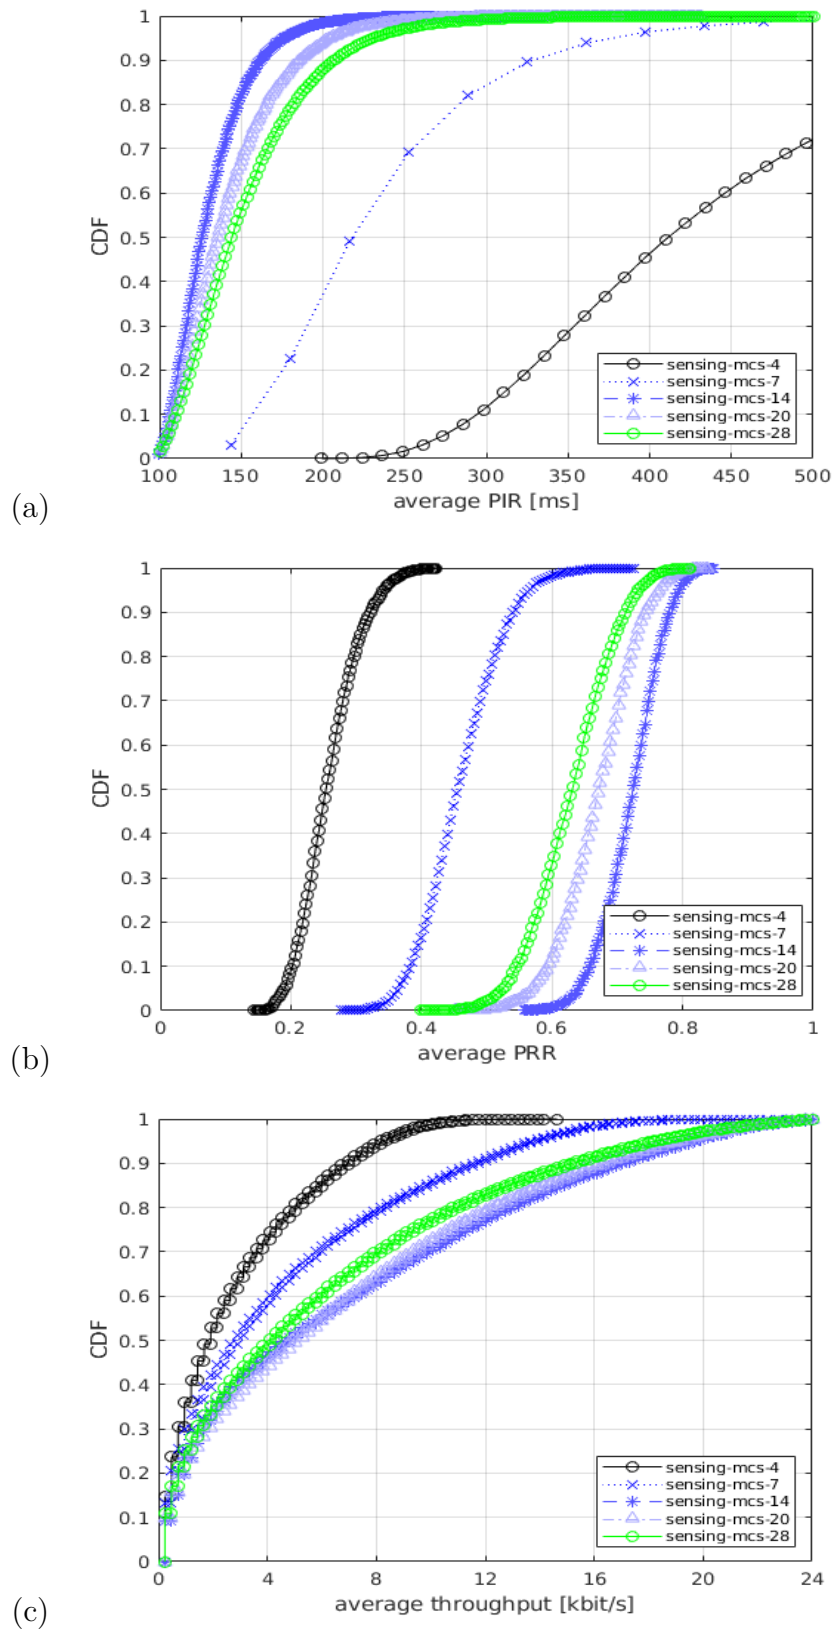 1
0.9
0.8
0.7
0.6
0.5
0.4
0.3
0.2
0.1
0
CDF
100 150 200 250 300 350 400 450 500
average PIR [ms]
sensing-mcs-4
sensing-mcs-7
sensing-mcs-14
sensing-mcs-20
sensing-mcs-28
(a)
1
0.9
0.8
0.7
0.6
0.5
0.4
0.3
0.2
0.1
0
CDF
0 0.2 0.4 0.6 0.8 1
average PRR
sensing-mcs-4
sensing-mcs-7
sensing-mcs-14
sensing-mcs-20
sensing-mcs-28
(b)
1
0.9
0.8
0.7
0.6
0.5
0.4
0.3
0.2
0.1
0
CDF
0 4 8 12 16 20 24
average throughput [kbit/s]
sensing-mcs-4
sensing-mcs-7
sensing-mcs-14
sensing-mcs-20
sensing-mcs-28
(c)